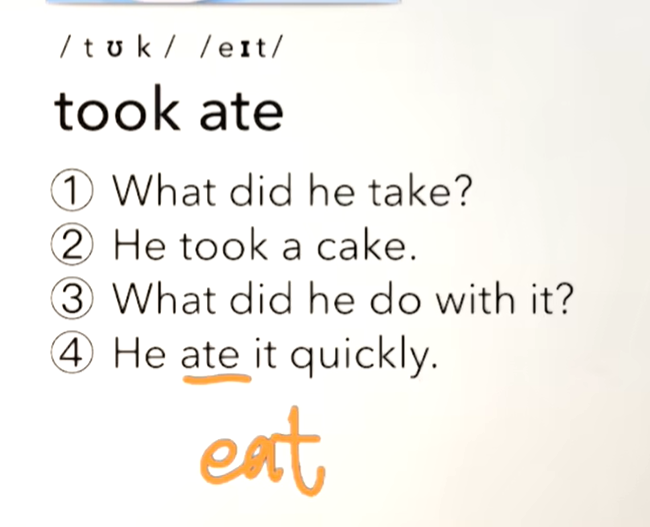 /tʊk/ /eɪt/
took ate
① What did he take?
② He took a cake.
③ What did he do with it?
④ He ate it quickly.
eat